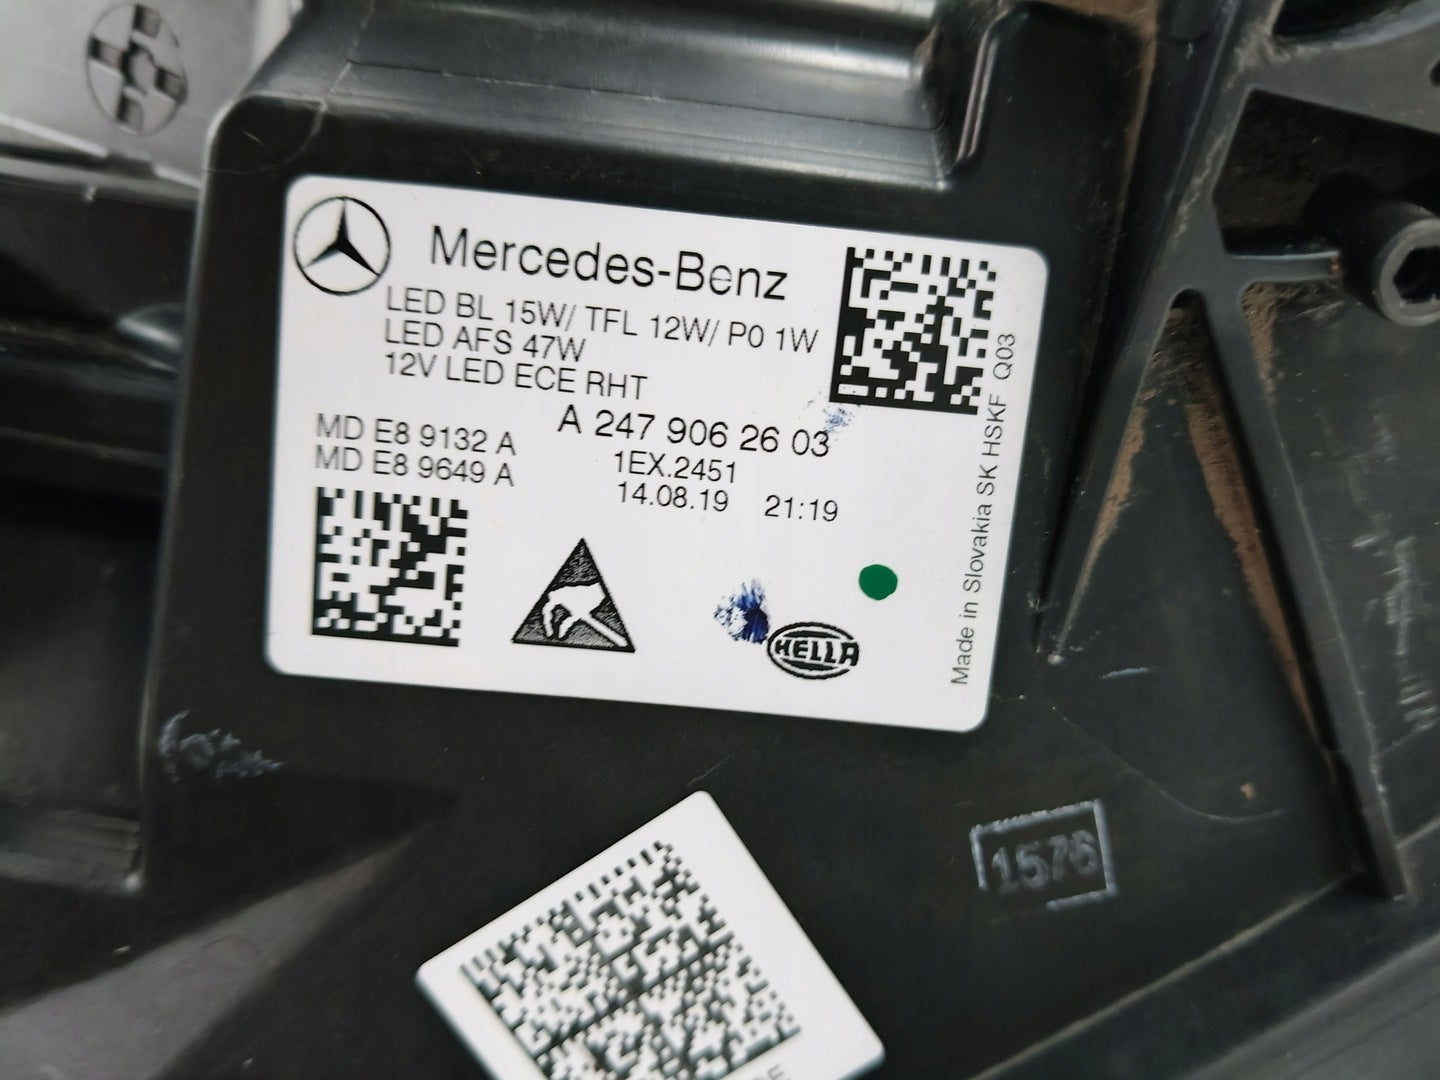 Mercedes-Benz
LED BL 15W/ TFL 12W/ P0 1W
LED AFS 47W
12V LED ECE RHT
A 247 906 26 03
MD E8 9132 A
MD E8 9649 A
1EX.2451
14.08.19 21:19
HELLA
Made in Slovakia SK HSKF Q03
1576